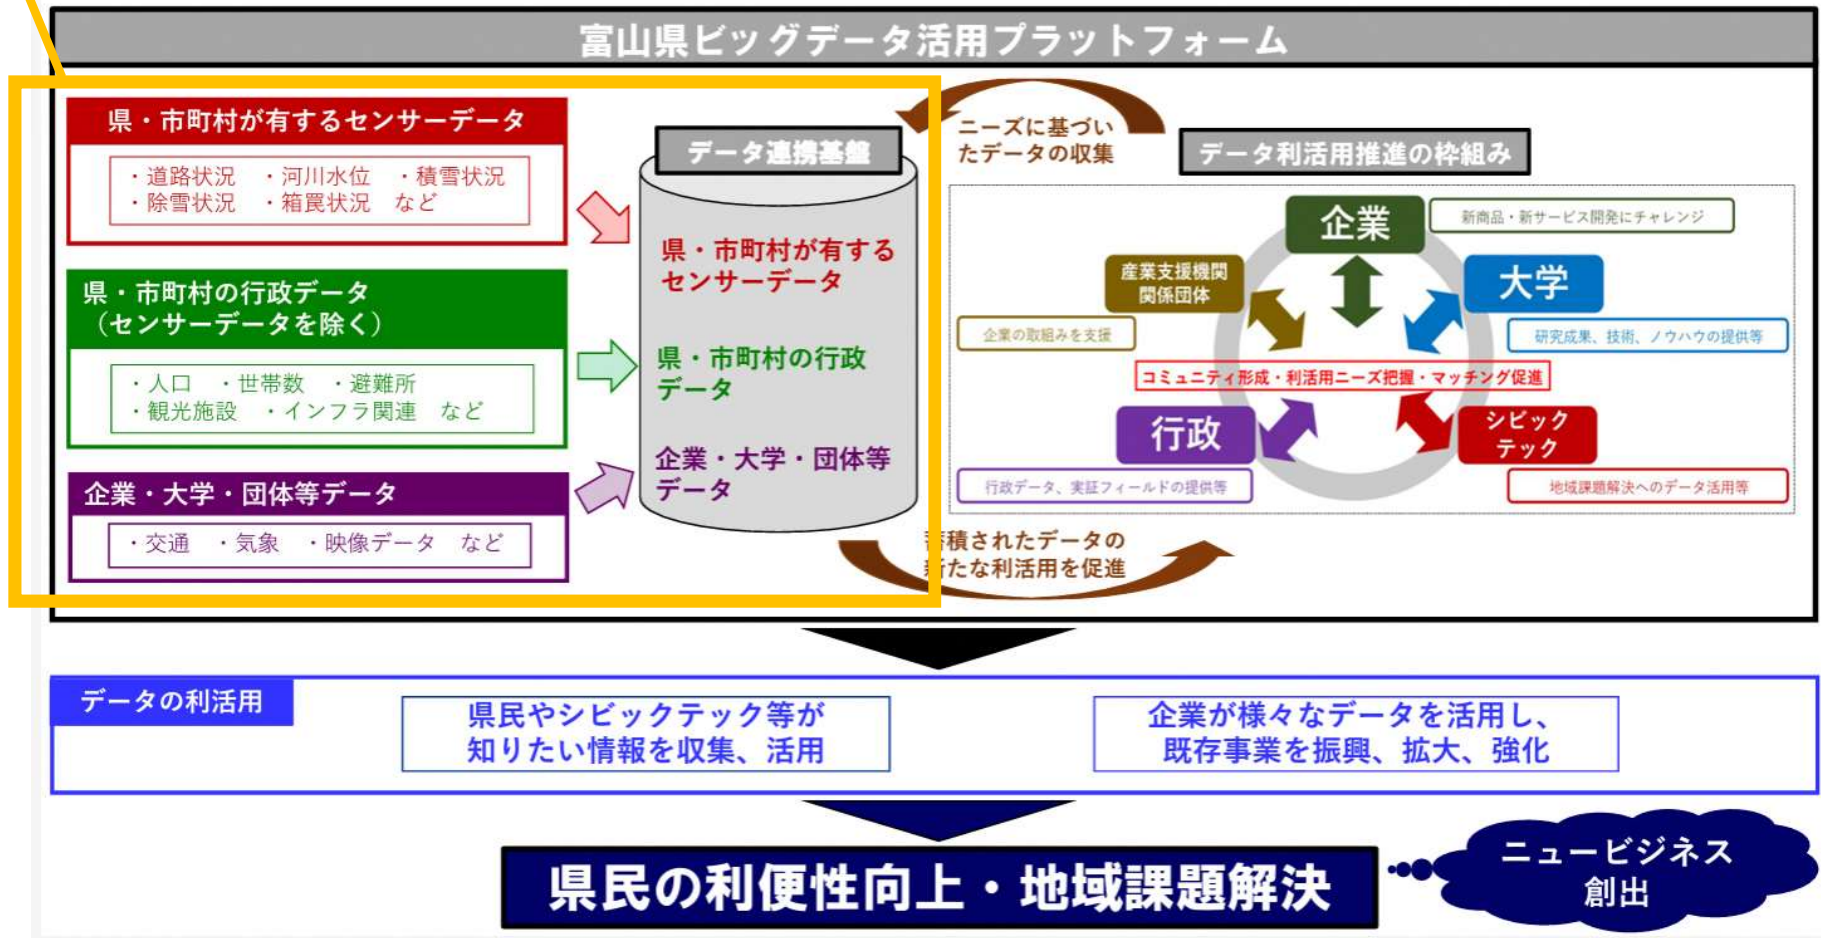 富山県ビッグデータ活用プラットフォーム
県・市町村が有するセンサーデータ
・道路状況　・河川水位　・積雪状況
・除雪状況　・箱罠状況　など
県・市町村の行政データ
（センサーデータを除く）
・人口　・世帯数　・避難所
・観光施設　・インフラ関連　など
企業・大学・団体等データ
・交通　・気象　・映像データ　など
データ連携基盤
県・市町村が有する
センサーデータ
県・市町村の行政
データ
企業・大学・団体等
データ
ニーズに基づい
たデータの収集
蓄積されたデータの
新たな利活用を促進
データ利活用推進の枠組み
企業
新商品・新サービス開発にチャレンジ
産業支援機関
関係団体
企業の取組みを支援
大学
研究成果、技術、ノウハウの提供等
コミュニティ形成・利活用ニーズ把握・マッチング促進
行政
行政データ、実証フィールドの提供等
シビック
テック
地域課題解決へのデータ活用等
データの利活用
県民やシビックテック等が
知りたい情報を収集、活用
企業が様々なデータを活用し、
既存事業を振興、拡大、強化
県民の利便性向上・地域課題解決
ニュービジネス
創出